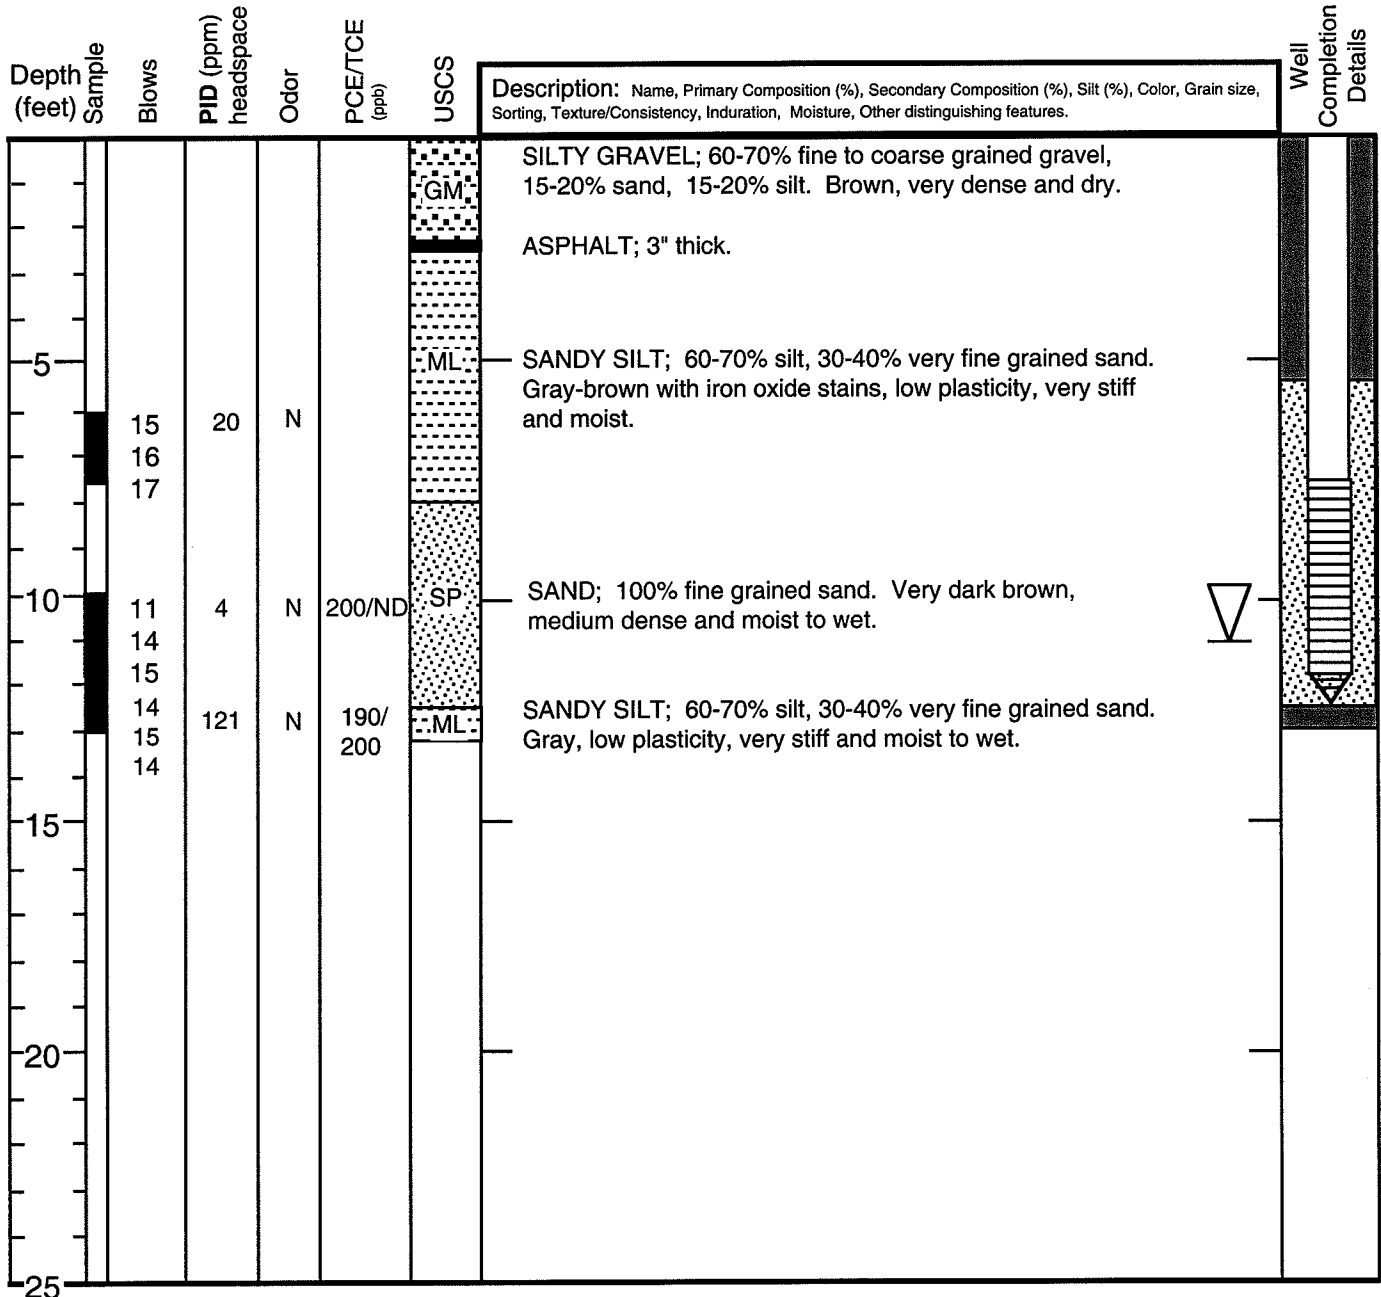 Depth
(feet)
Sample
Blows
PID (ppm)
headspace
Odor
PCE/TCE
(ppb)
USCS
Description: Name, Primary Composition (%), Secondary Composition (%), Silt (%), Color, Grain size,
Sorting, Texture/Consistency, Induration, Moisture, Other distinguishing features.
Well
Completion
Details
GM
SILTY GRAVEL; 60-70% fine to coarse grained gravel,
15-20% sand, 15-20% silt. Brown, very dense and dry.
ASPHALT; 3" thick.
5
ML
SANDY SILT; 60-70% silt, 30-40% very fine grained sand.
Gray-brown with iron oxide stains, low plasticity, very stiff
and moist.
15
20
N
16
17
10
11
4
N
200/ND
SP
SAND; 100% fine grained sand. Very dark brown,
medium dense and moist to wet.
14
15
14
121
N
190/
200
ML
SANDY SILT; 60-70% silt, 30-40% very fine grained sand.
Gray, low plasticity, very stiff and moist to wet.
15
14
15
20
25